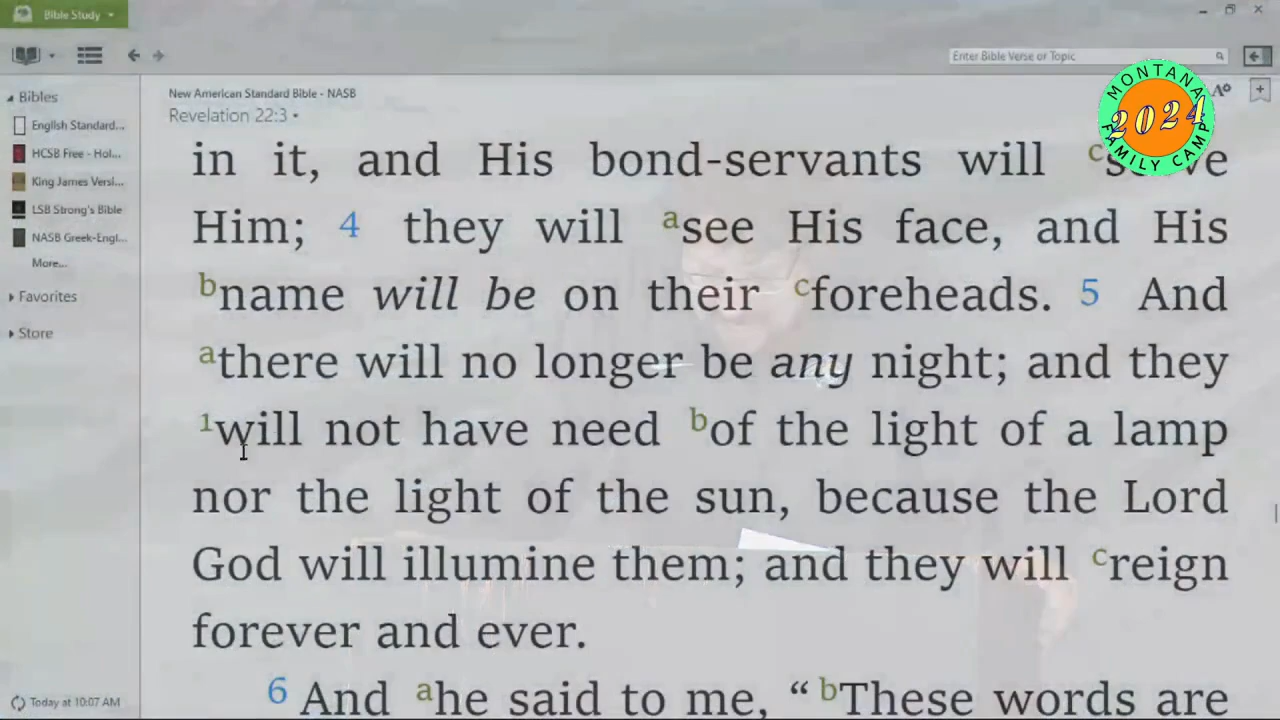 Bible Study
Enter Bible Verse or Topic
MONTANA
2024
FAMILY CAMP
Bibles
English Standard...
HCSB Free - Hol...
King James Versi...
LSB Strong's Bible
NASB Greek-Engl...
More...
Favorites
Store
Today at 10:07 AM
New American Standard Bible - NASB
Revelation 22:3
in it, and His bond-servants will c
Him; 4 they will asee His face, and His
bname will be on their cforeheads. 5 And
athere will no longer be any night; and they
1will not have need bof the light of a lamp
nor the light of the sun, because the Lord
God will illumine them; and they will creign
forever and ever.
6 And ahe said to me, “bThese words are